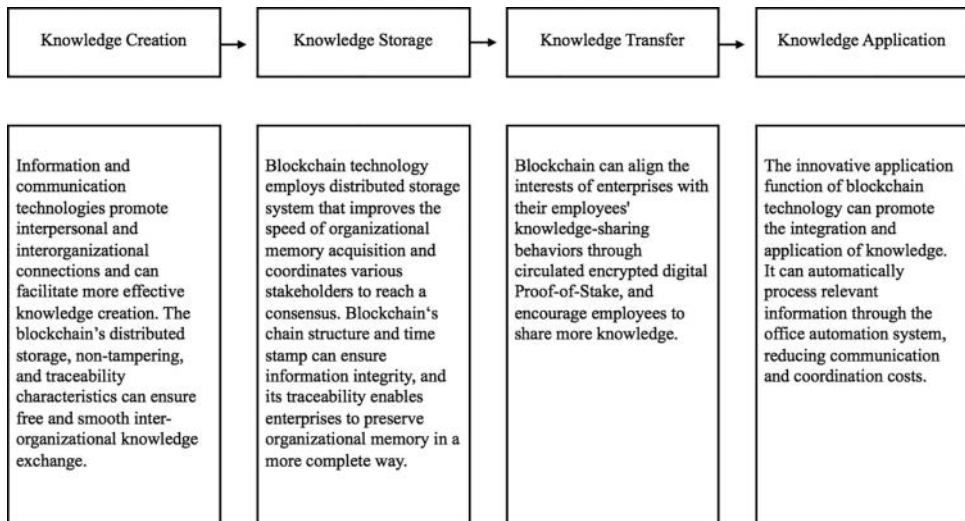 Knowledge Creation
Knowledge Storage
Knowledge Transfer
Knowledge Application
Information and
communication
technologies promote
interpersonal and
interorganizational
connections and can
facilitate more effective
knowledge creation. The
blockchain's distributed
storage, non-tampering,
and traceability
characteristics can ensure
free and smooth inter-
organizational knowledge
exchange.
Blockchain technology
employs distributed storage
system that improves the
speed of organizational
memory acquisition and
coordinates various
stakeholders to reach a
consensus. Blockchain‘s
chain structure and time
stamp can ensure
information integrity, and
its traceability enables
enterprises to preserve
organizational memory in a
more complete way.
Blockchain can align the
interests of enterprises with
their employees'
knowledge-sharing
behaviors through
circulated encrypted digital
Proof-of-Stake, and
encourage employees to
share more knowledge.
The innovative application
function of blockchain
technology can promote
the integration and
application of knowledge.
It can automatically
process relevant
information through the
office automation system,
reducing communication
and coordination costs.